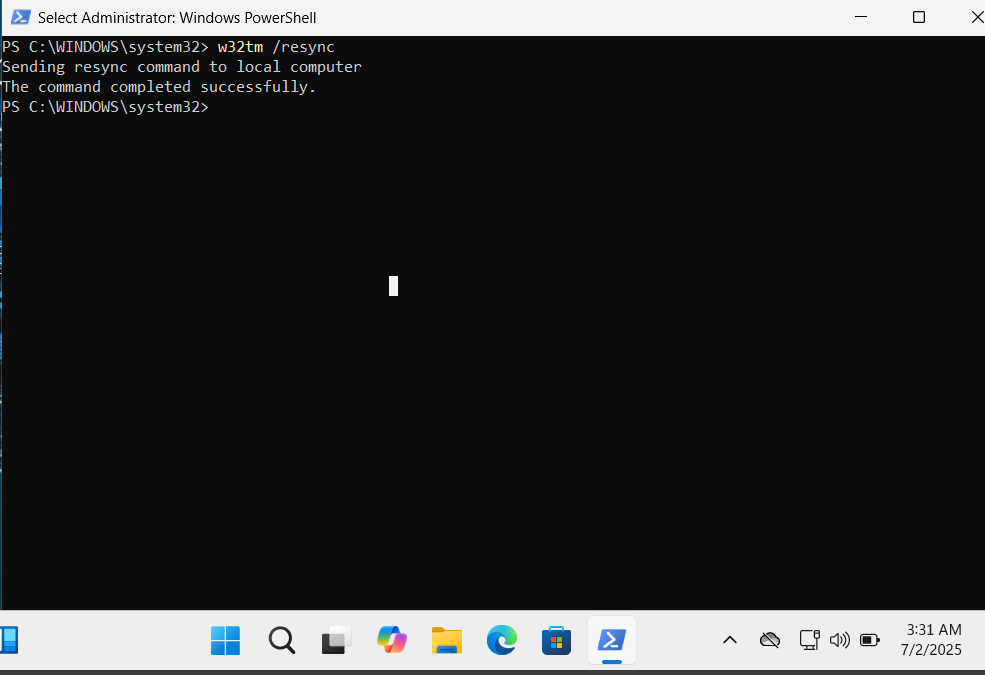 Select Administrator: Windows PowerShell
PS C:\WINDOWS\system32> w32tm /resync
Sending resync command to local computer
The command completed successfully.
PS C:\WINDOWS\system32>
3:31 AM
7/2/2025